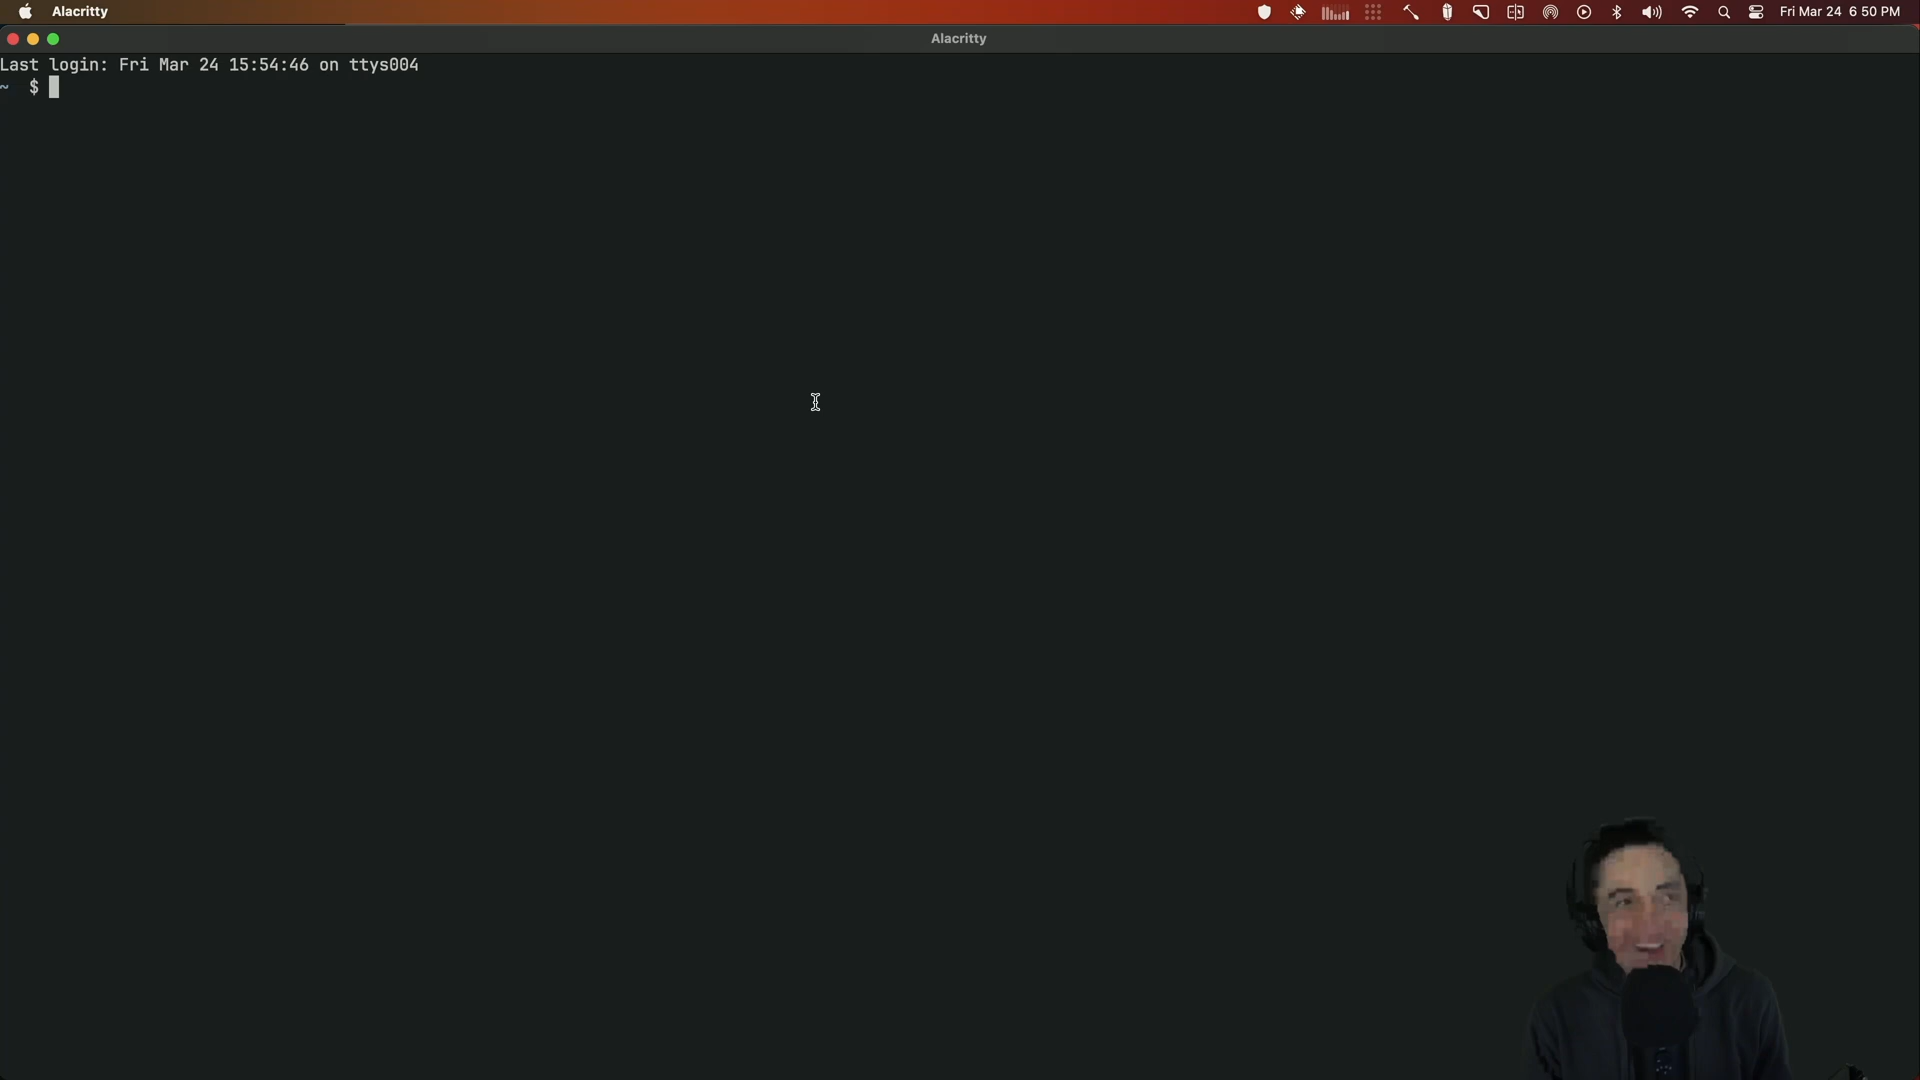 Alacritty
Fri Mar 24 6 50 PM
Alacritty
Last login: Fri Mar 24 15:54:46 on ttys004
~ $